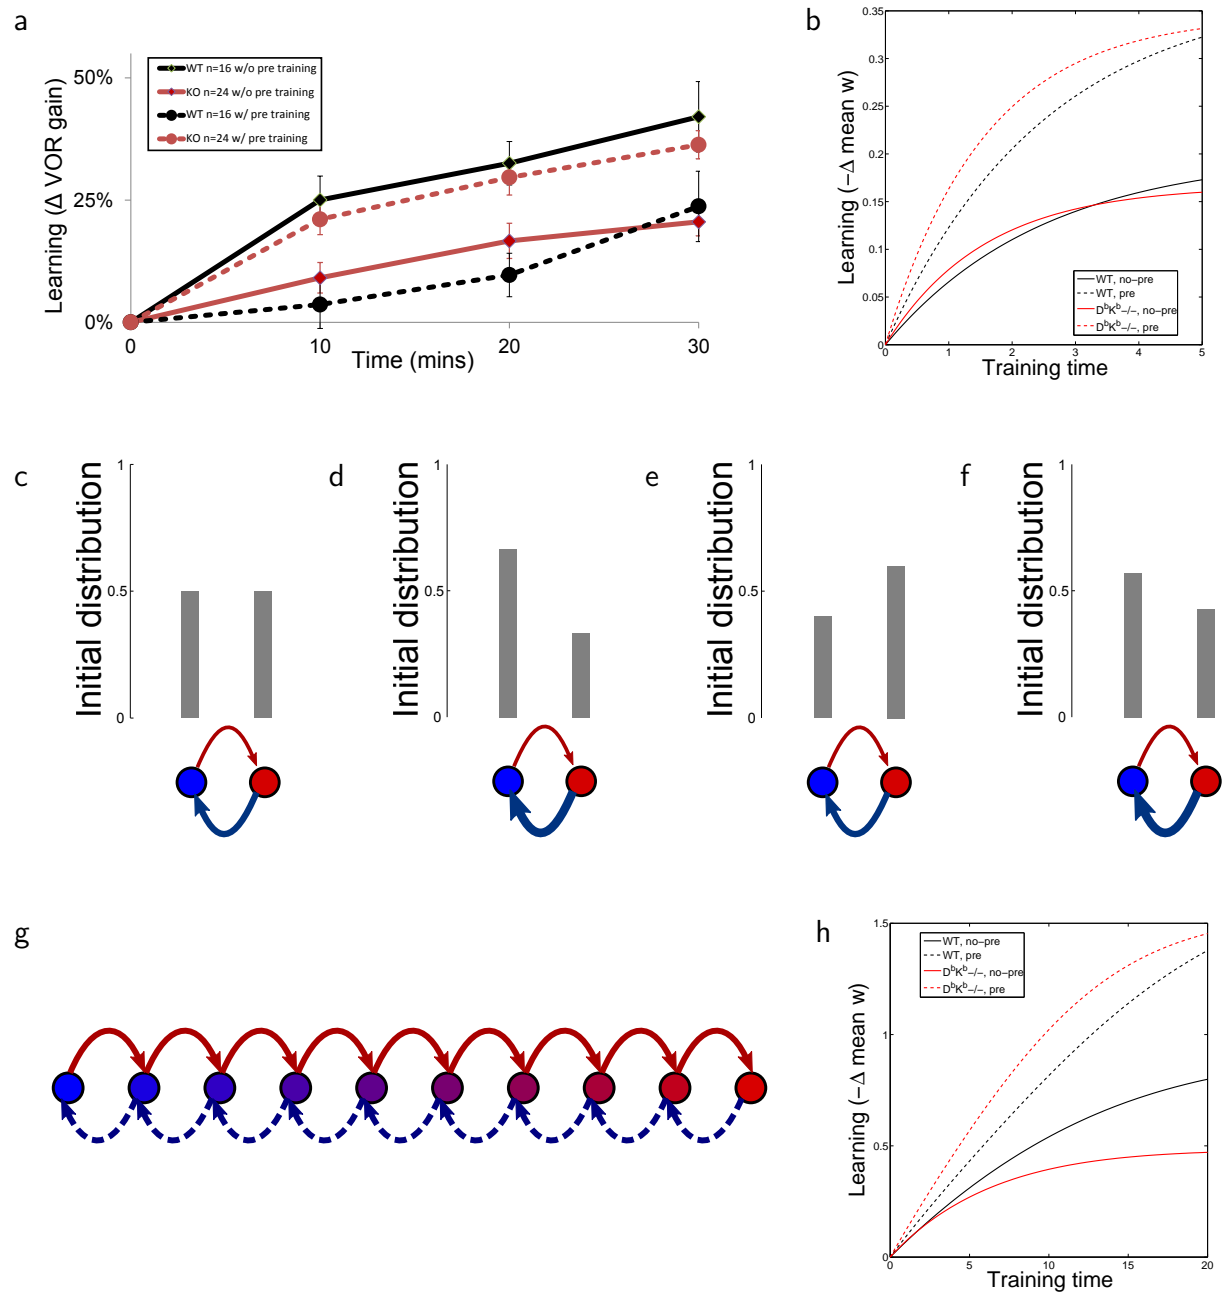 a
Learning (Δ VOR gain)
50%
25%
0%
WT n=16 w/o pre training
KO n=24 w/o pre training
WT n=16 w/ pre training
KO n=24 w/ pre training
0 10 20 30
Time (mins)
b
Learning (−Δ mean w)
0.35
0.3
0.25
0.2
0.15
0.1
0.05
0
WT, no−pre
WT, pre
DᵇKᵇ−/−, no−pre
DᵇKᵇ−/−, pre
0 1 2 3 4 5
Training time
c
Initial distribution
1
0.5
0
d
Initial distribution
1
0.5
0
e
Initial distribution
1
0.5
0
f
Initial distribution
1
0.5
0
g
h
Learning (−Δ mean w)
1.5
1
0.5
0
WT, no−pre
WT, pre
DᵇKᵇ−/−, no−pre
DᵇKᵇ−/−, pre
0 5 10 15 20
Training time